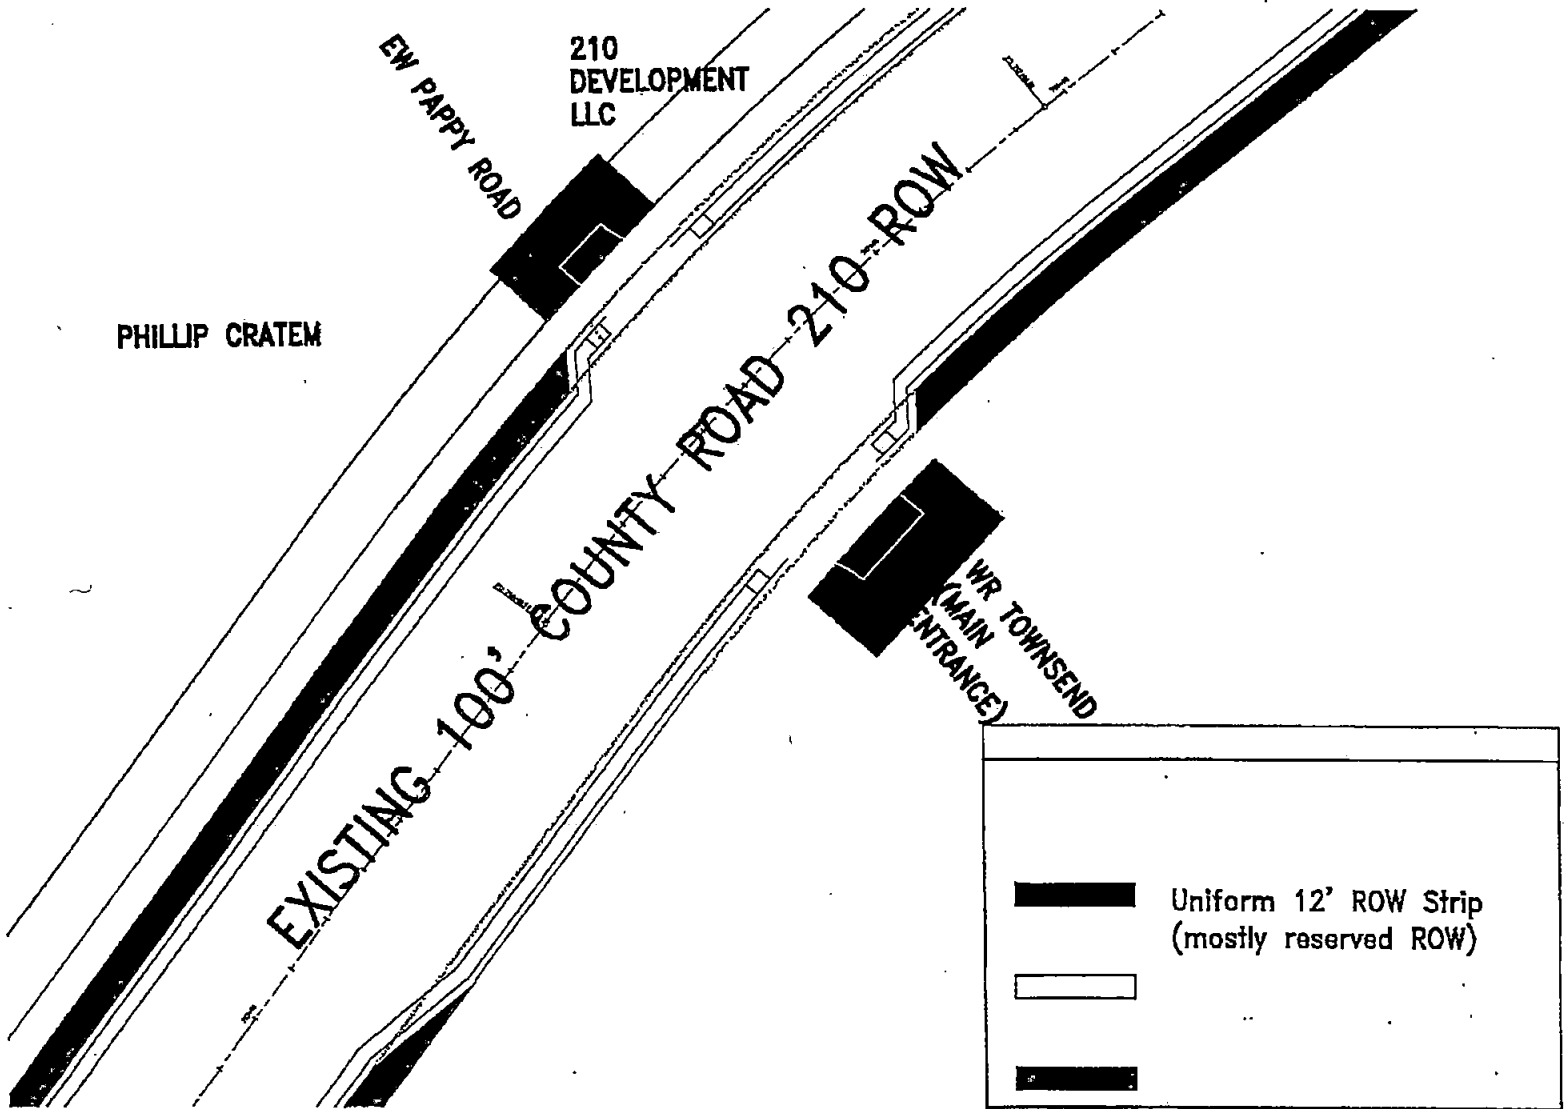 210
DEVELOPMENT
LLC
EW PAPPY ROAD
PHILLIP CRATEM
EXISTING 100' COUNTY ROAD 210 ROW
WR TOWNSEND
(MAIN
ENTRANCE)
Uniform 12' ROW Strip
(mostly reserved ROW)